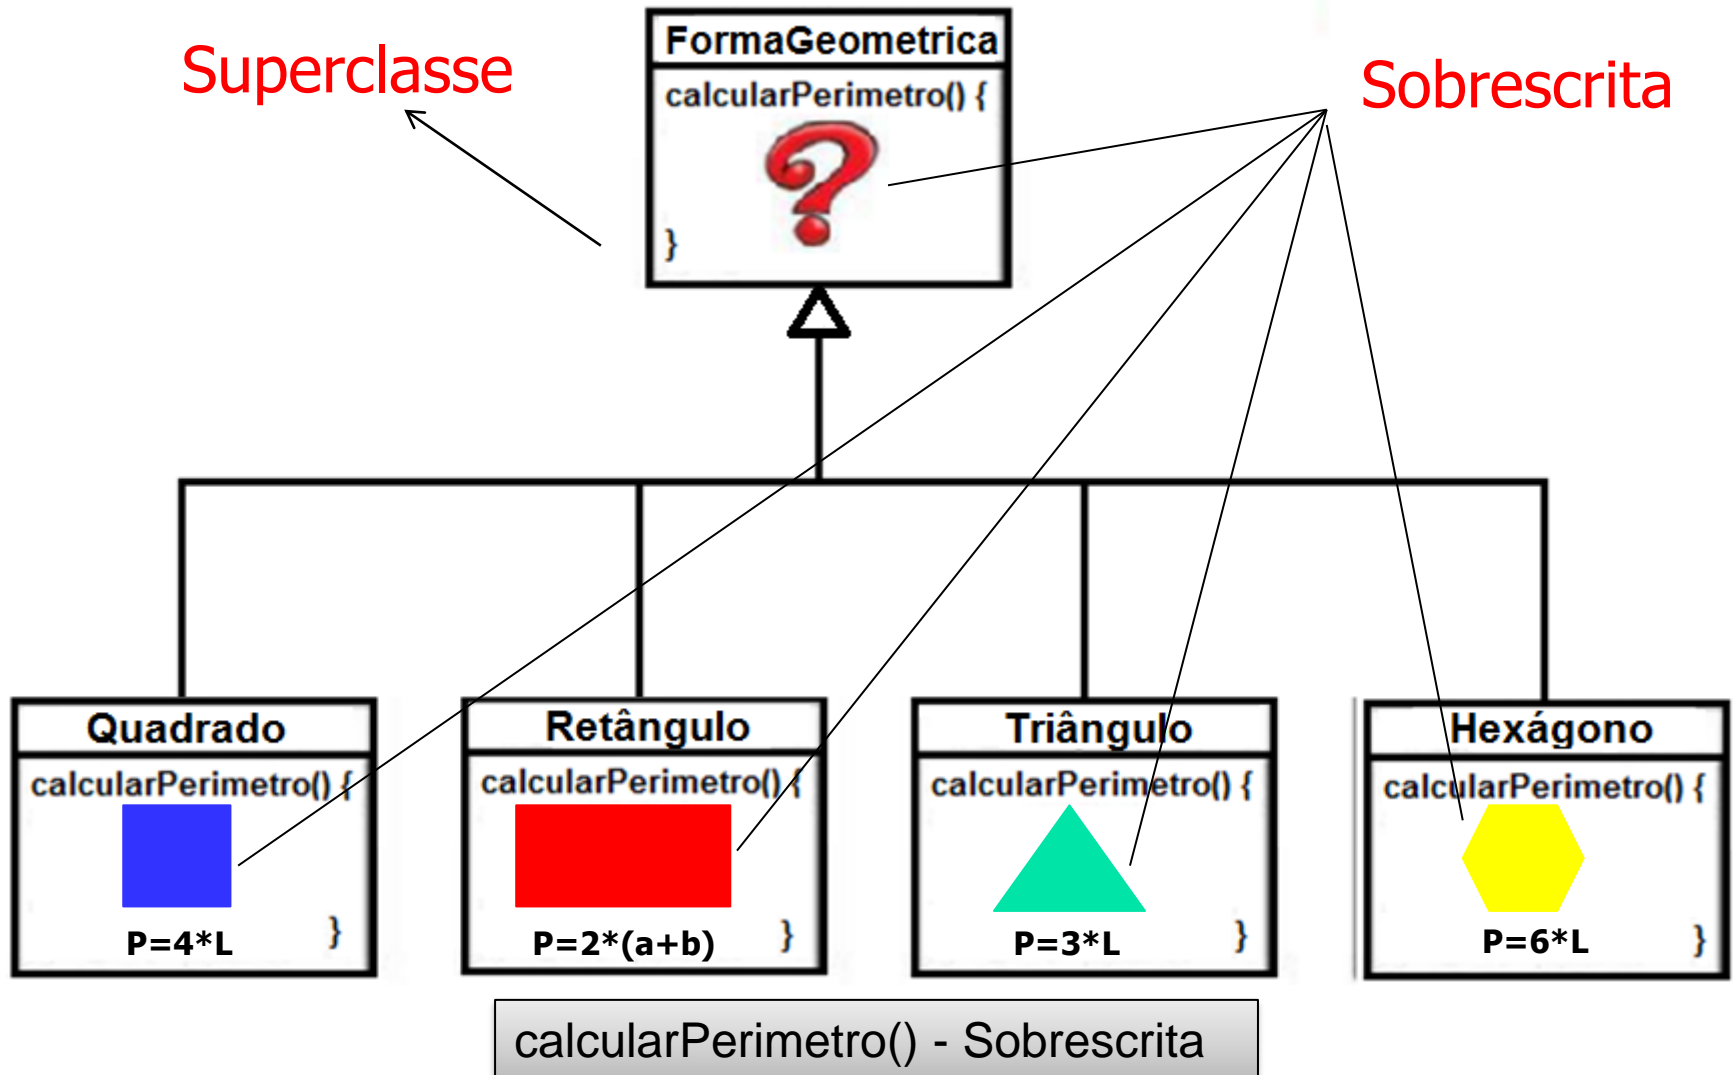 Superclasse
FormaGeometrica
calcularPerimetro() {
}
Sobrescrita
Quadrado
calcularPerimetro() {
P=4*L
}
Retângulo
calcularPerimetro() {
P=2*(a+b)
}
Triângulo
calcularPerimetro() {
P=3*L
}
Hexágono
calcularPerimetro() {
P=6*L
}
calcularPerimetro() - Sobrescrita